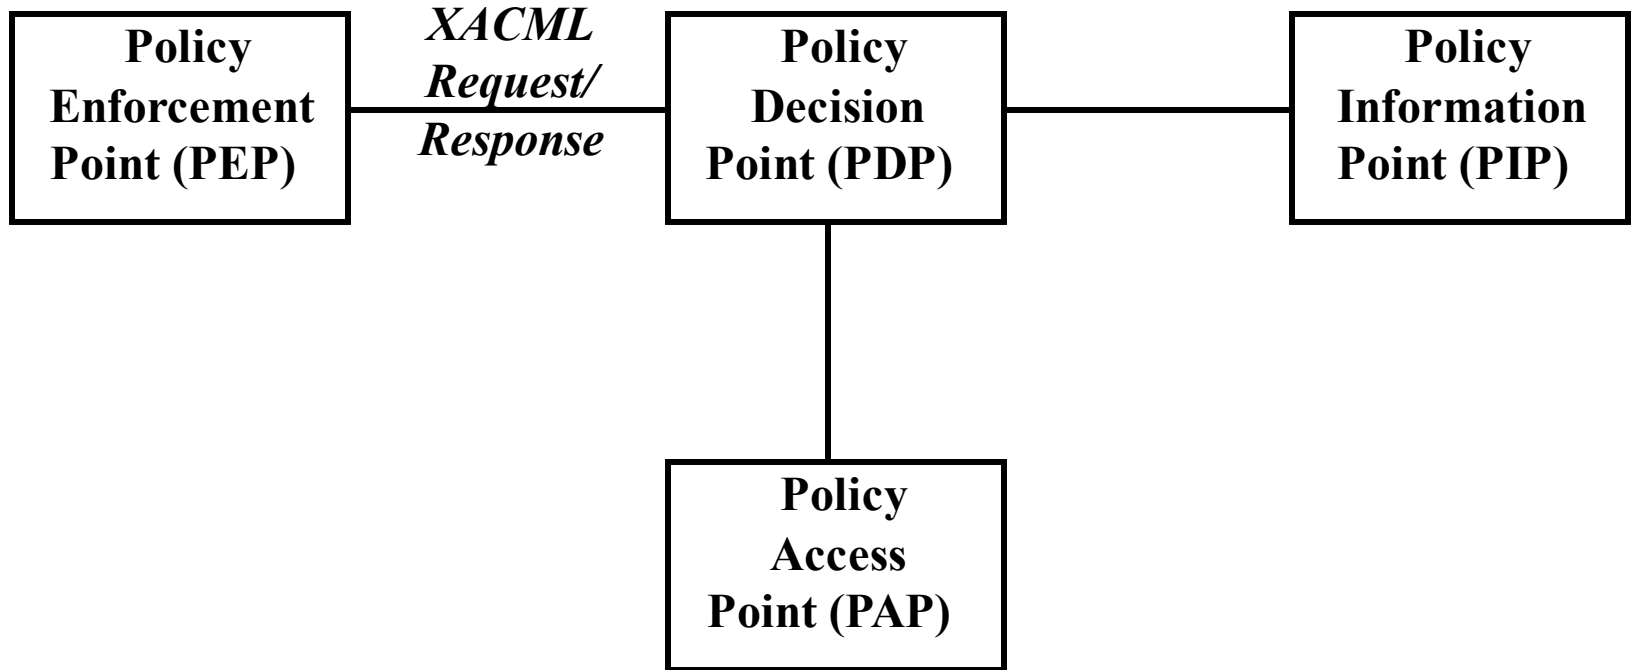 Policy
Enforcement
Point (PEP)
XACML
Request/
Response
Policy
Decision
Point (PDP)
Policy
Information
Point (PIP)
Policy
Access
Point (PAP)